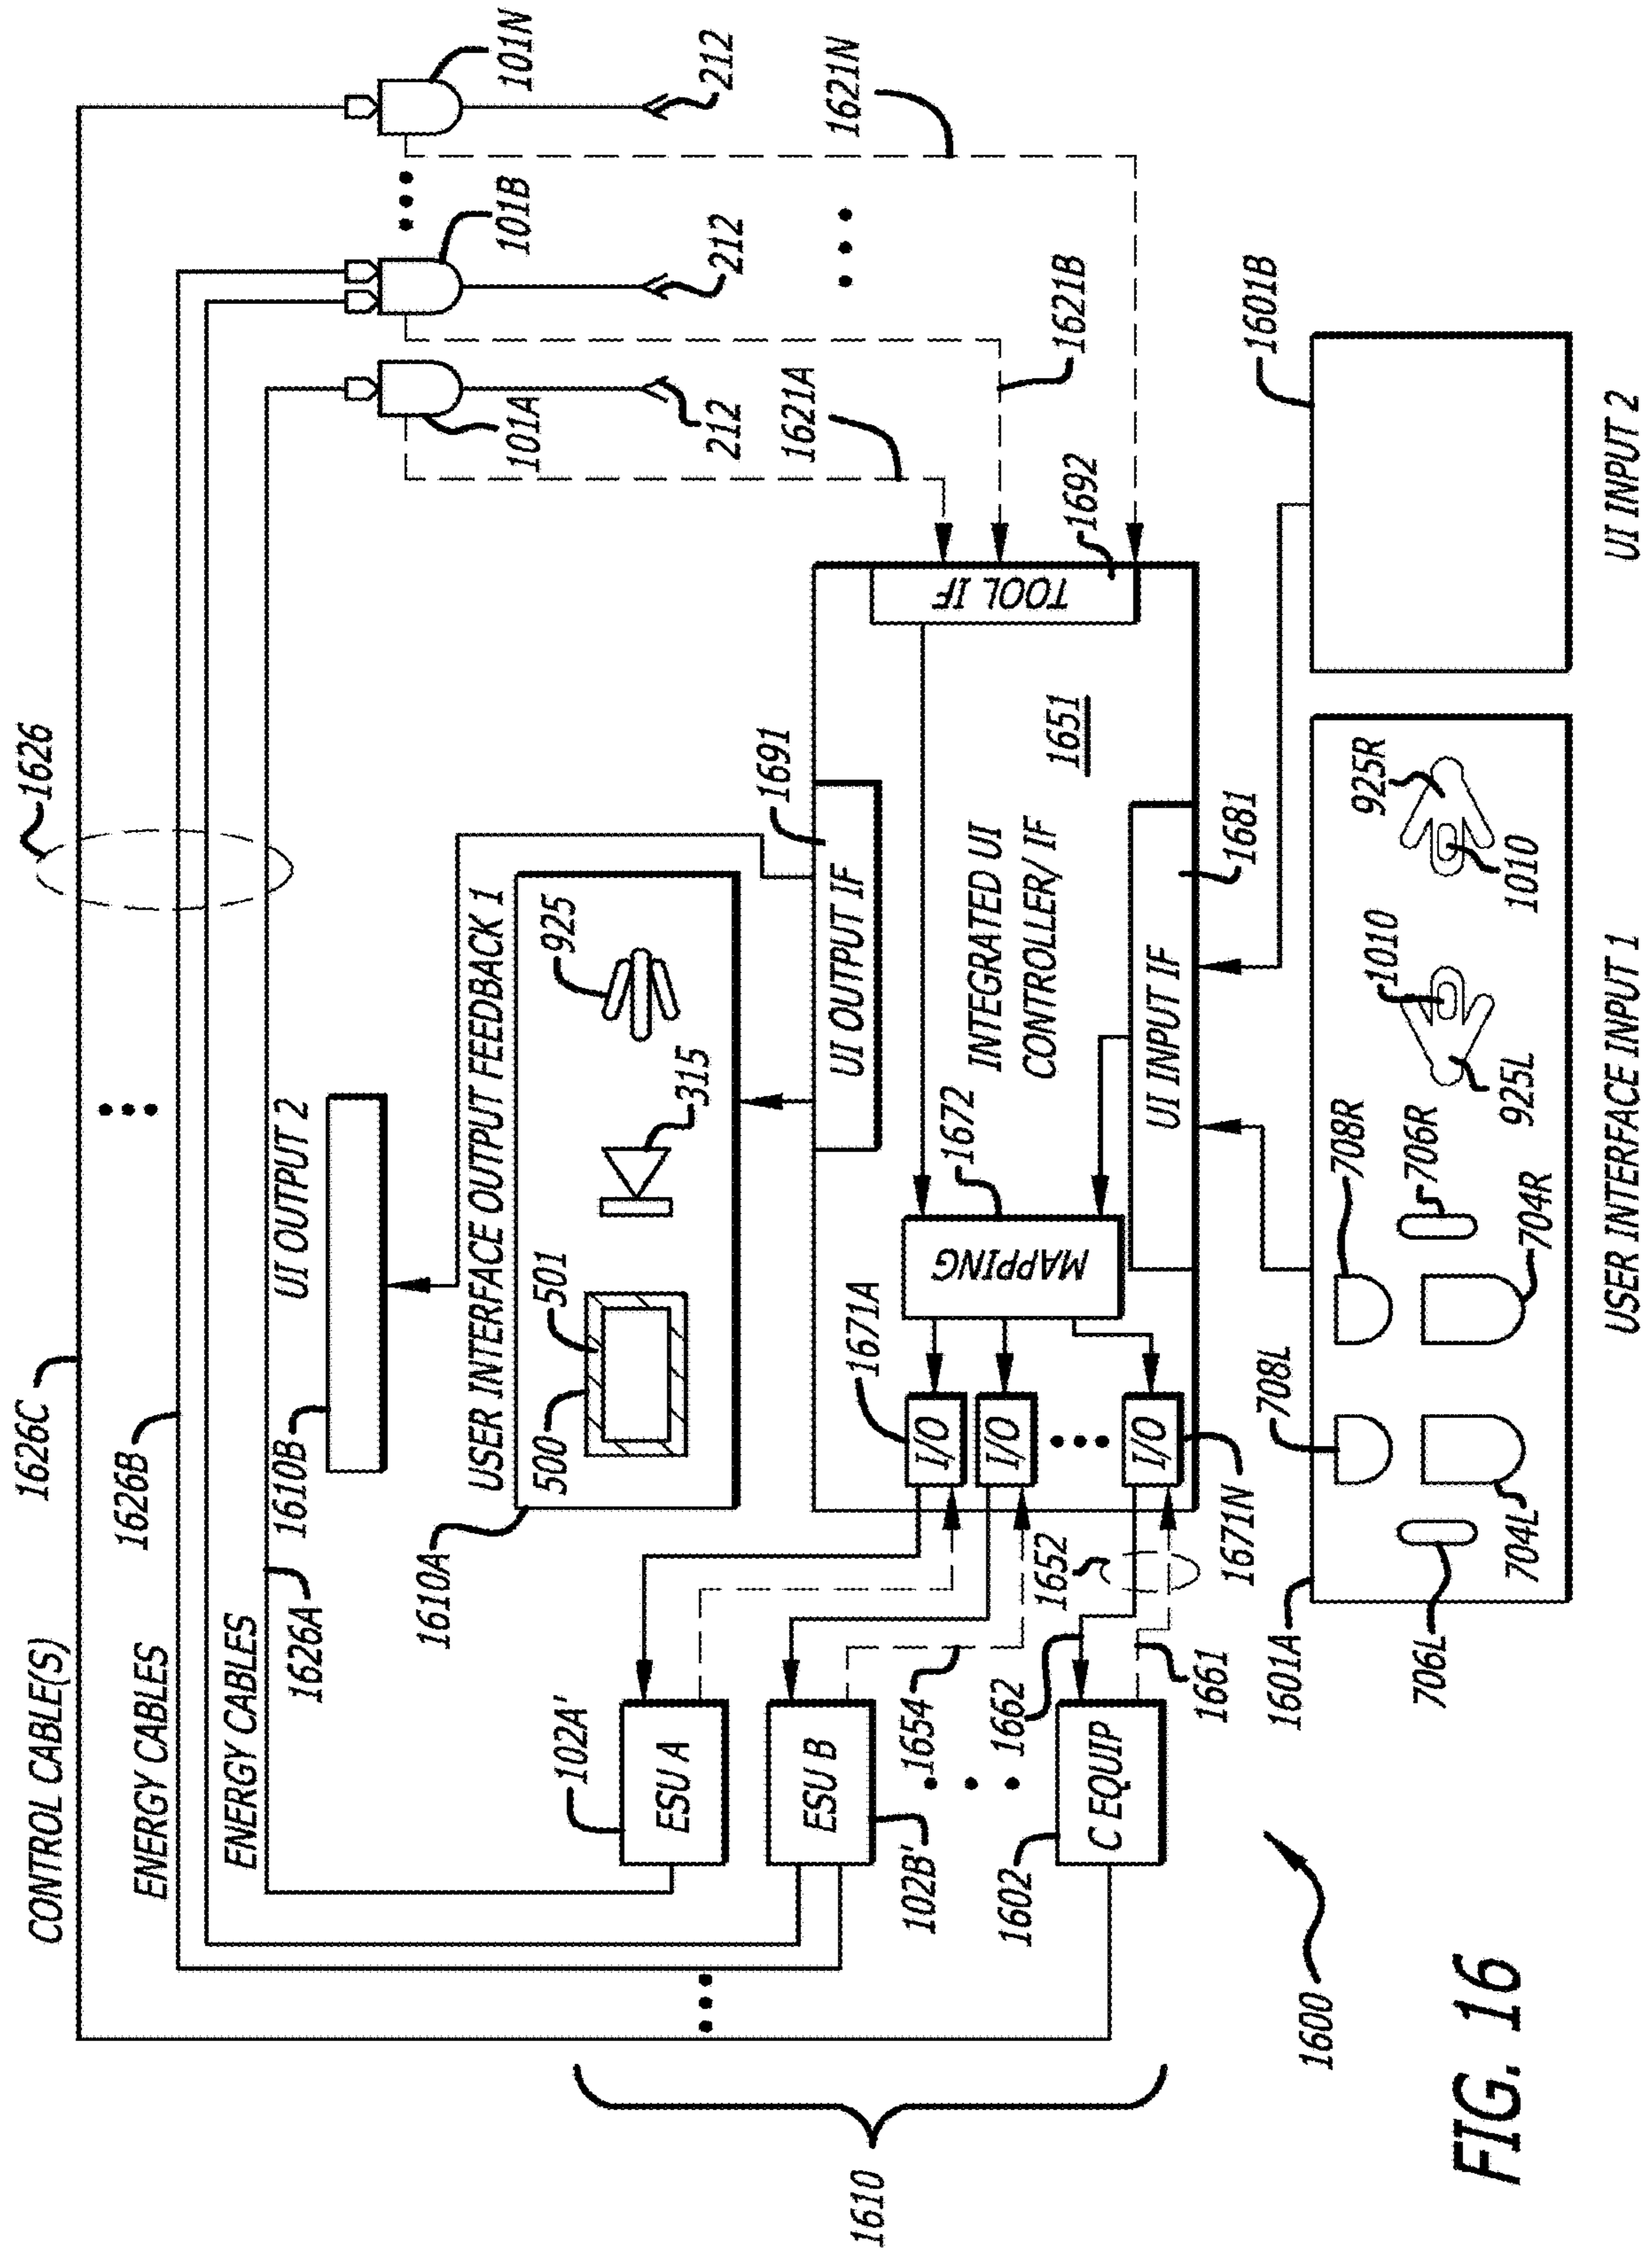 CONTROL CABLE(S)
1626C
1626
ENERGY CABLES
1626B
ENERGY CABLES
1626A
1610B
UI OUTPUT 2
101N
101B
101A
212
212
212
1610A
USER INTERFACE OUTPUT FEEDBACK 1
500
501
315
925
1691
1621A
1621B
1621N
102A'
ESU A
ESU B
102B'
1654
1662
1652
1661
C EQUIP
1602
1610
1671A
I/O
I/O
I/O
1671N
MAPPING
1672
UI OUTPUT IF
INTEGRATED UI
CONTROLLER/ IF
1651
TOOL IF
1692
UI INPUT IF
1681
1601A
706L
704L
708L
708R
706R
704R
925L
1010
925R
1010
USER INTERFACE INPUT 1
1601B
UI INPUT 2
1600
FIG. 16